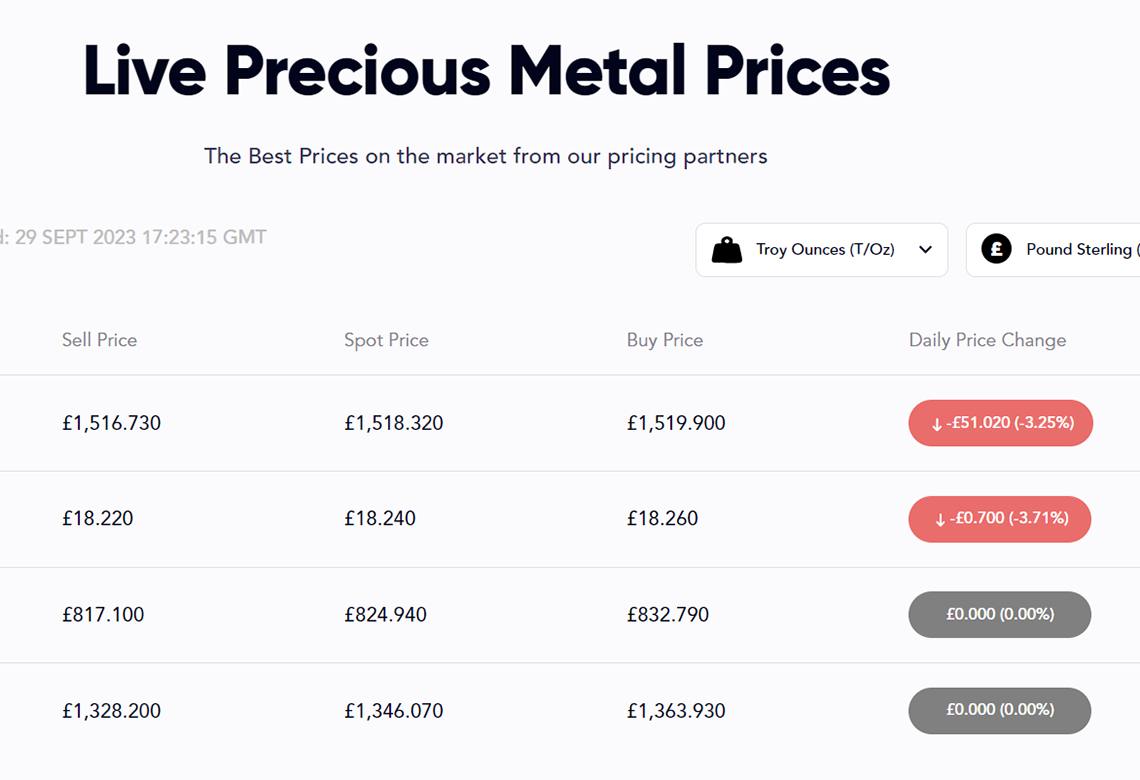 Live Precious Metal Prices
The Best Prices on the market from our pricing partners
: 29 SEPT 2023 17:23:15 GMT
Troy Ounces (T/Oz)
£ Pound Sterling (
Sell Price Spot Price Buy Price Daily Price Change
£1,516.730 £1,518.320 £1,519.900 ↓ -£51.020 (-3.25%)
£18.220 £18.240 £18.260 ↓ -£0.700 (-3.71%)
£817.100 £824.940 £832.790 £0.000 (0.00%)
£1,328.200 £1,346.070 £1,363.930 £0.000 (0.00%)